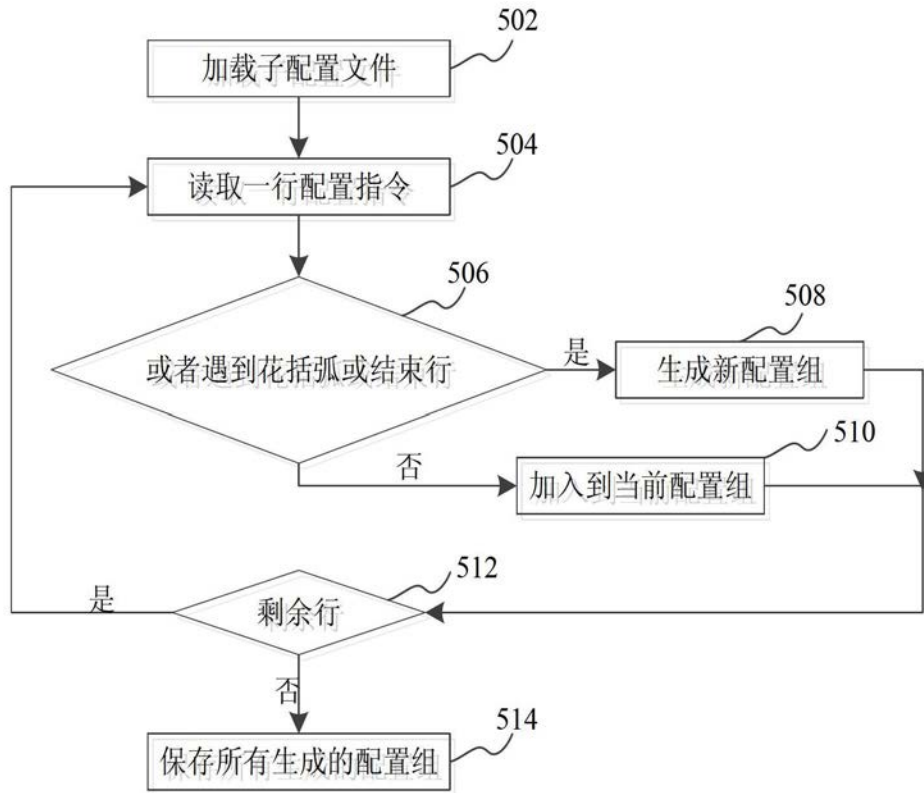 502
加载子配置文件
504
读取一行配置指令
506
508
或者遇到花括弧或结束行
是
生成新配置组
510
否
加入到当前配置组
512
是
剩余行
否
514
保存所有生成的配置组